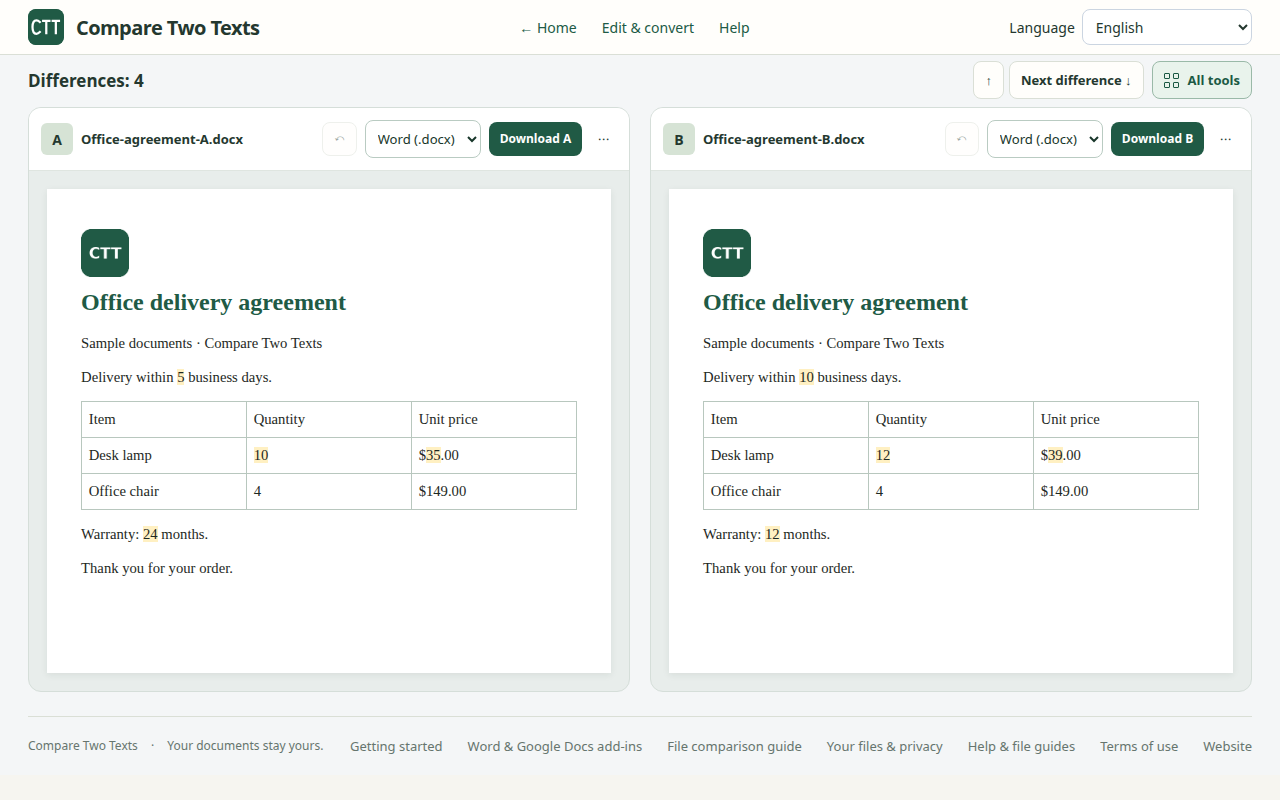 CTT Compare Two Texts ← Home Edit & convert Help Language English
Differences: 4 ↑ Next difference ↓ All tools
A Office-agreement-A.docx ↶ Word (.docx) Download A ···
CTT
Office delivery agreement
Sample documents · Compare Two Texts
Delivery within 5 business days.
Item Quantity Unit price
Desk lamp 10 $35.00
Office chair 4 $149.00
Warranty: 24 months.
Thank you for your order.
B Office-agreement-B.docx ↶ Word (.docx) Download B ···
CTT
Office delivery agreement
Sample documents · Compare Two Texts
Delivery within 10 business days.
Item Quantity Unit price
Desk lamp 12 $39.00
Office chair 4 $149.00
Warranty: 12 months.
Thank you for your order.
Compare Two Texts · Your documents stay yours. Getting started Word & Google Docs add-ins File comparison guide Your files & privacy Help & file guides Terms of use Website